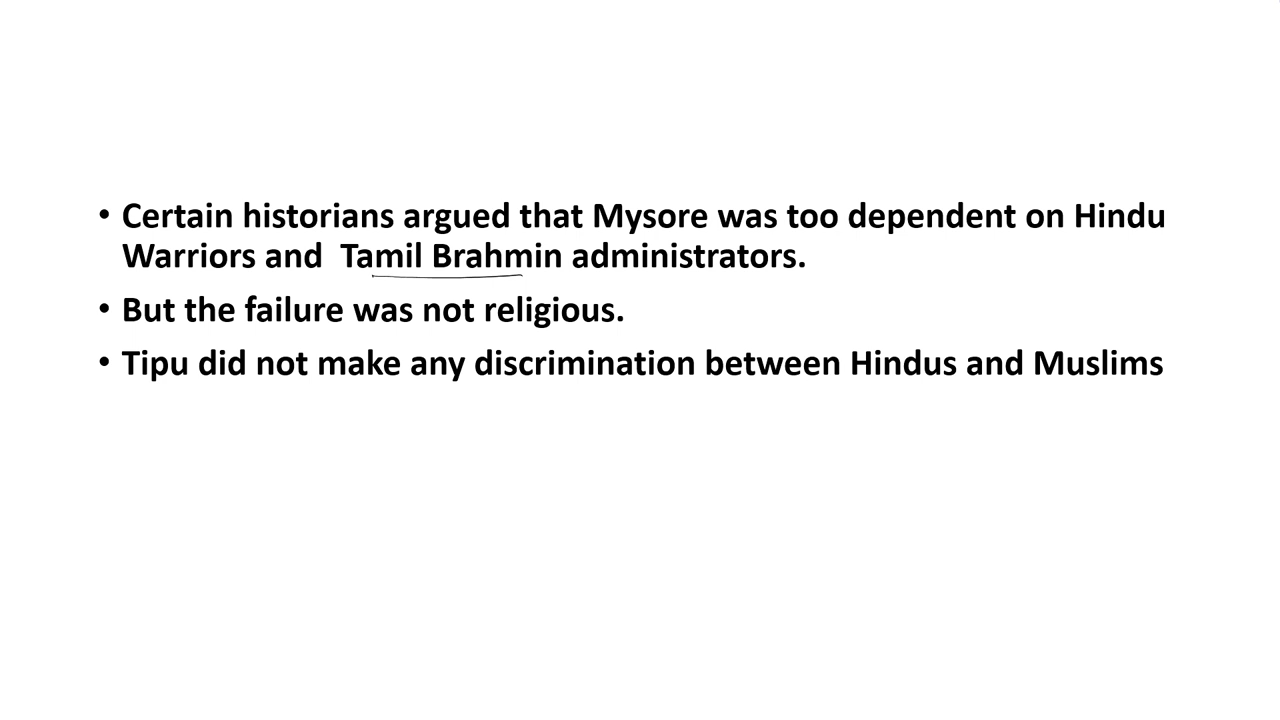 • Certain historians argued that Mysore was too dependent on Hindu
Warriors and  Tamil Brahmin administrators.
• But the failure was not religious.
• Tipu did not make any discrimination between Hindus and Muslims